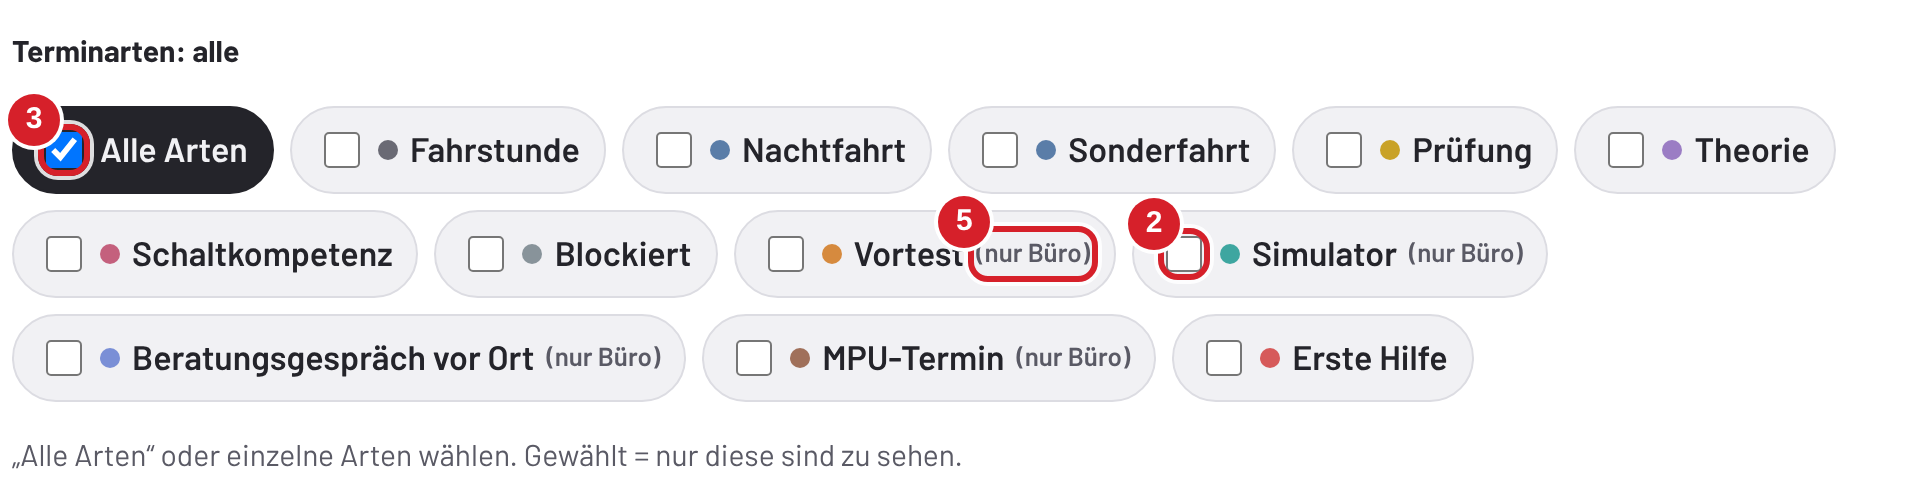 Terminarten: alle
3 Alle Arten Fahrstunde Nachtfahrt Sonderfahrt Prüfung Theorie
Schaltkompetenz Blockiert Vortest 5 (nur Büro) 2 Simulator (nur Büro)
Beratungsgespräch vor Ort (nur Büro) MPU-Termin (nur Büro) Erste Hilfe
„Alle Arten“ oder einzelne Arten wählen. Gewählt = nur diese sind zu sehen.